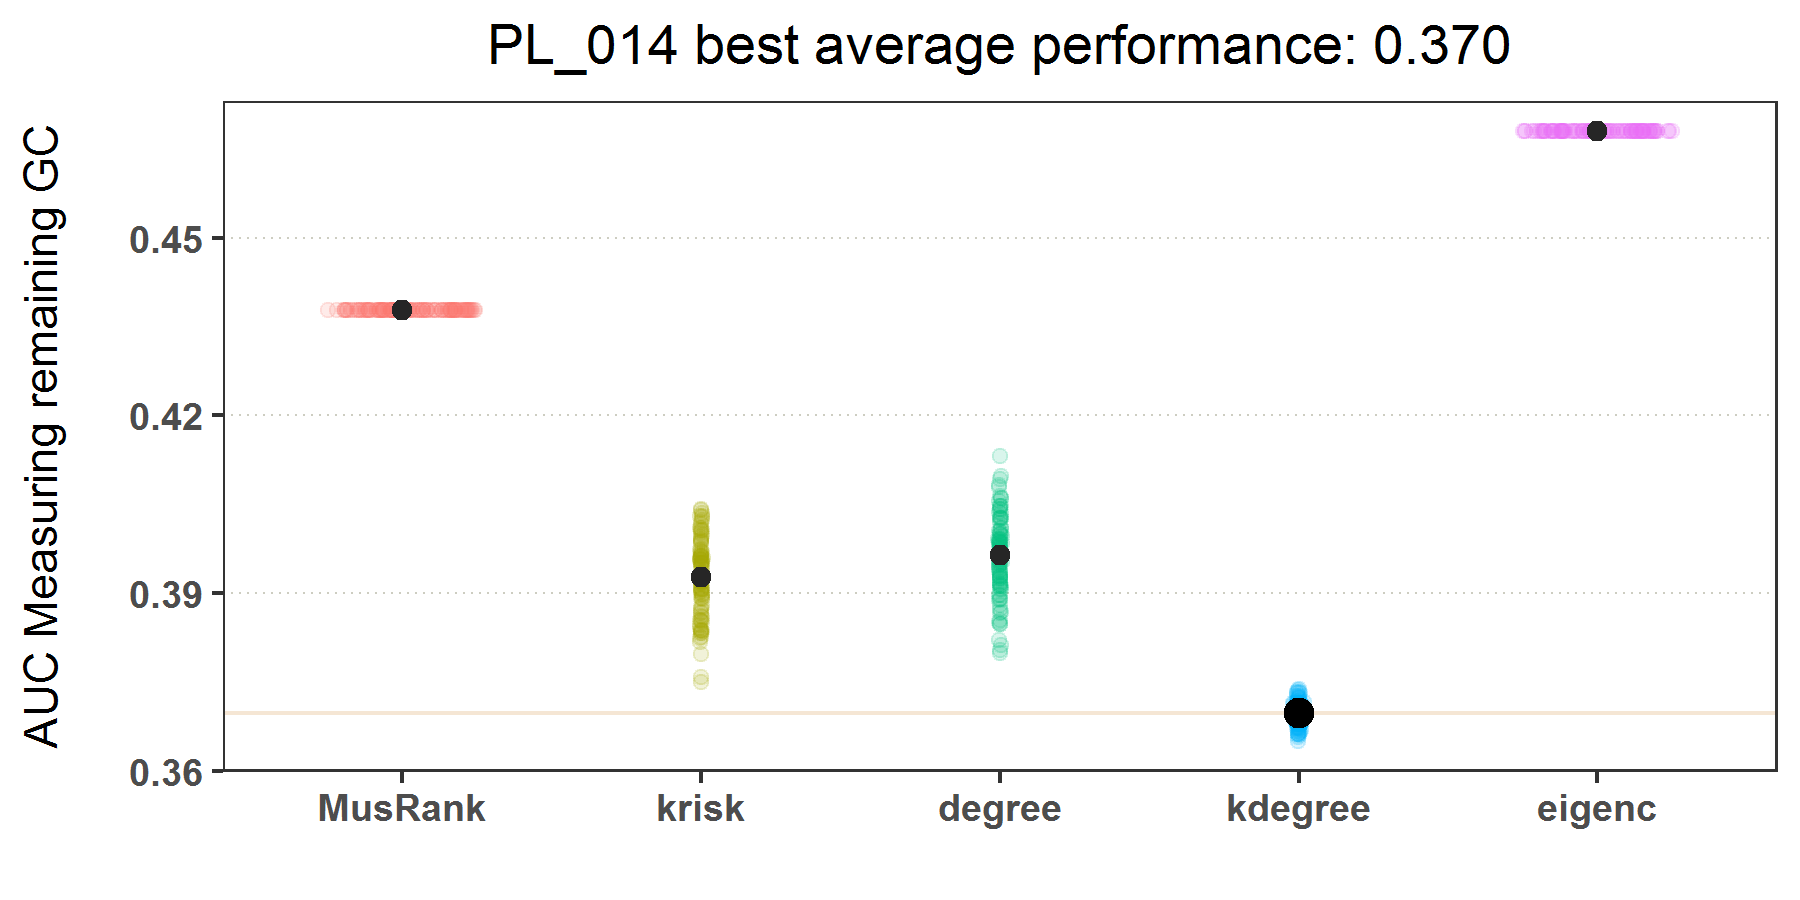 PL_014 best average performance: 0.370
AUC Measuring remaining GC
0.45
0.42
0.39
0.36
MusRank krisk degree kdegree eigenc